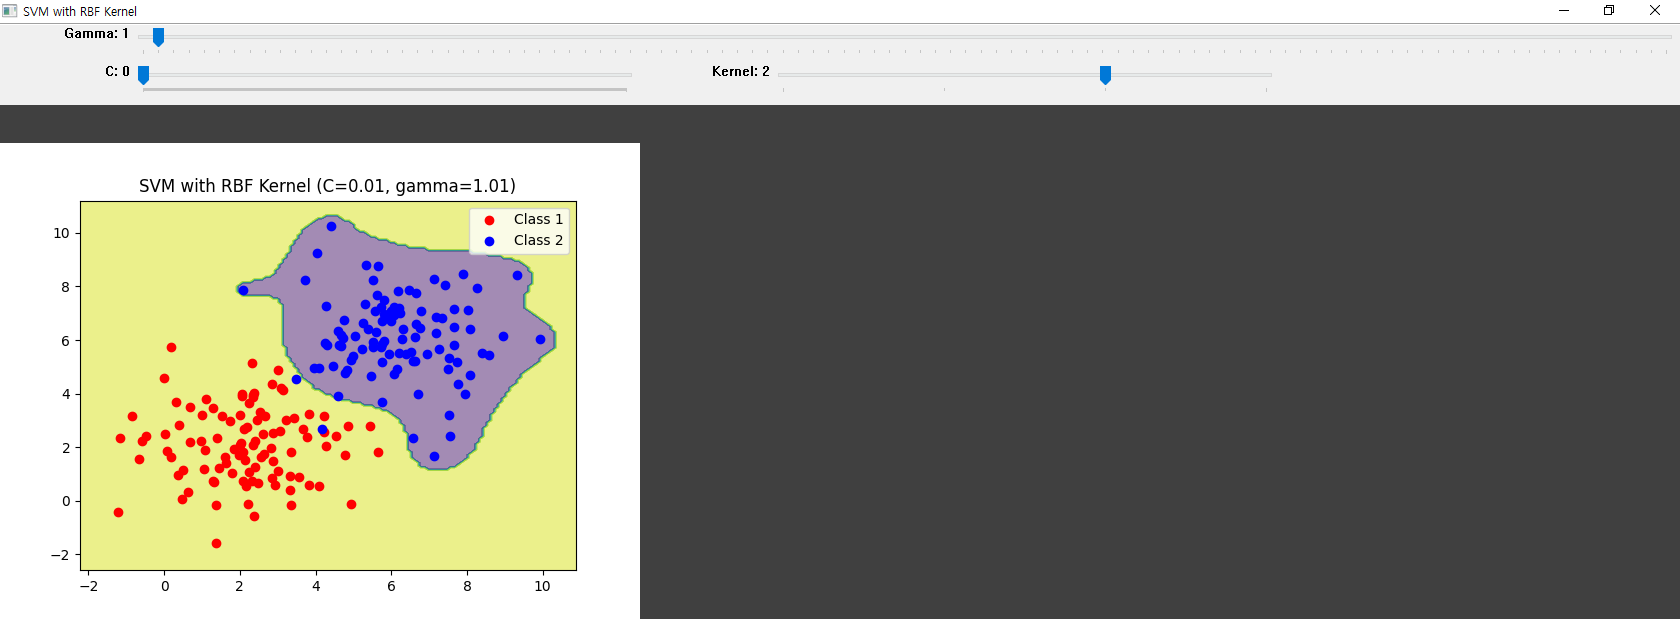 SVM with RBF Kernel
Gamma: 1
C: 0
Kernel: 2
SVM with RBF Kernel (C=0.01, gamma=1.01)
Class 1
Class 2
10
8
6
4
2
0
−2
−2 0 2 4 6 8 10